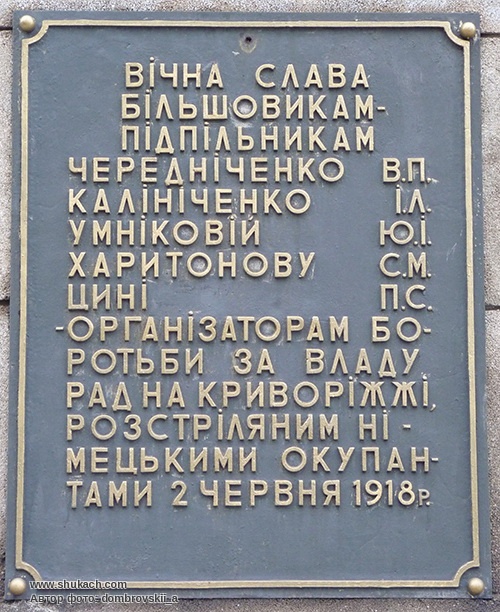 ВІЧНА СЛАВА
БІЛЬШОВИКАМ-
ПІДПІЛЬНИКАМ
ЧЕРЕДНІЧЕНКО В.П.
КАЛІНІЧЕНКО І.Л.
УМНІКОВІЙ Ю.І.
ХАРИТОНОВУ С.М.
ЦИНІ П.С.
-ОРГАНІЗАТОРАМ БО-
РОТЬБИ ЗА ВЛАДУ
РАД НА КРИВОРІЖЖІ,
РОЗСТРІЛЯНИМ НІ-
МЕЦЬКИМИ ОКУПАН-
ТАМИ 2 ЧЕРВНЯ 1918 Р.
www.shukach.com
Автор фото- dombrovskii_a